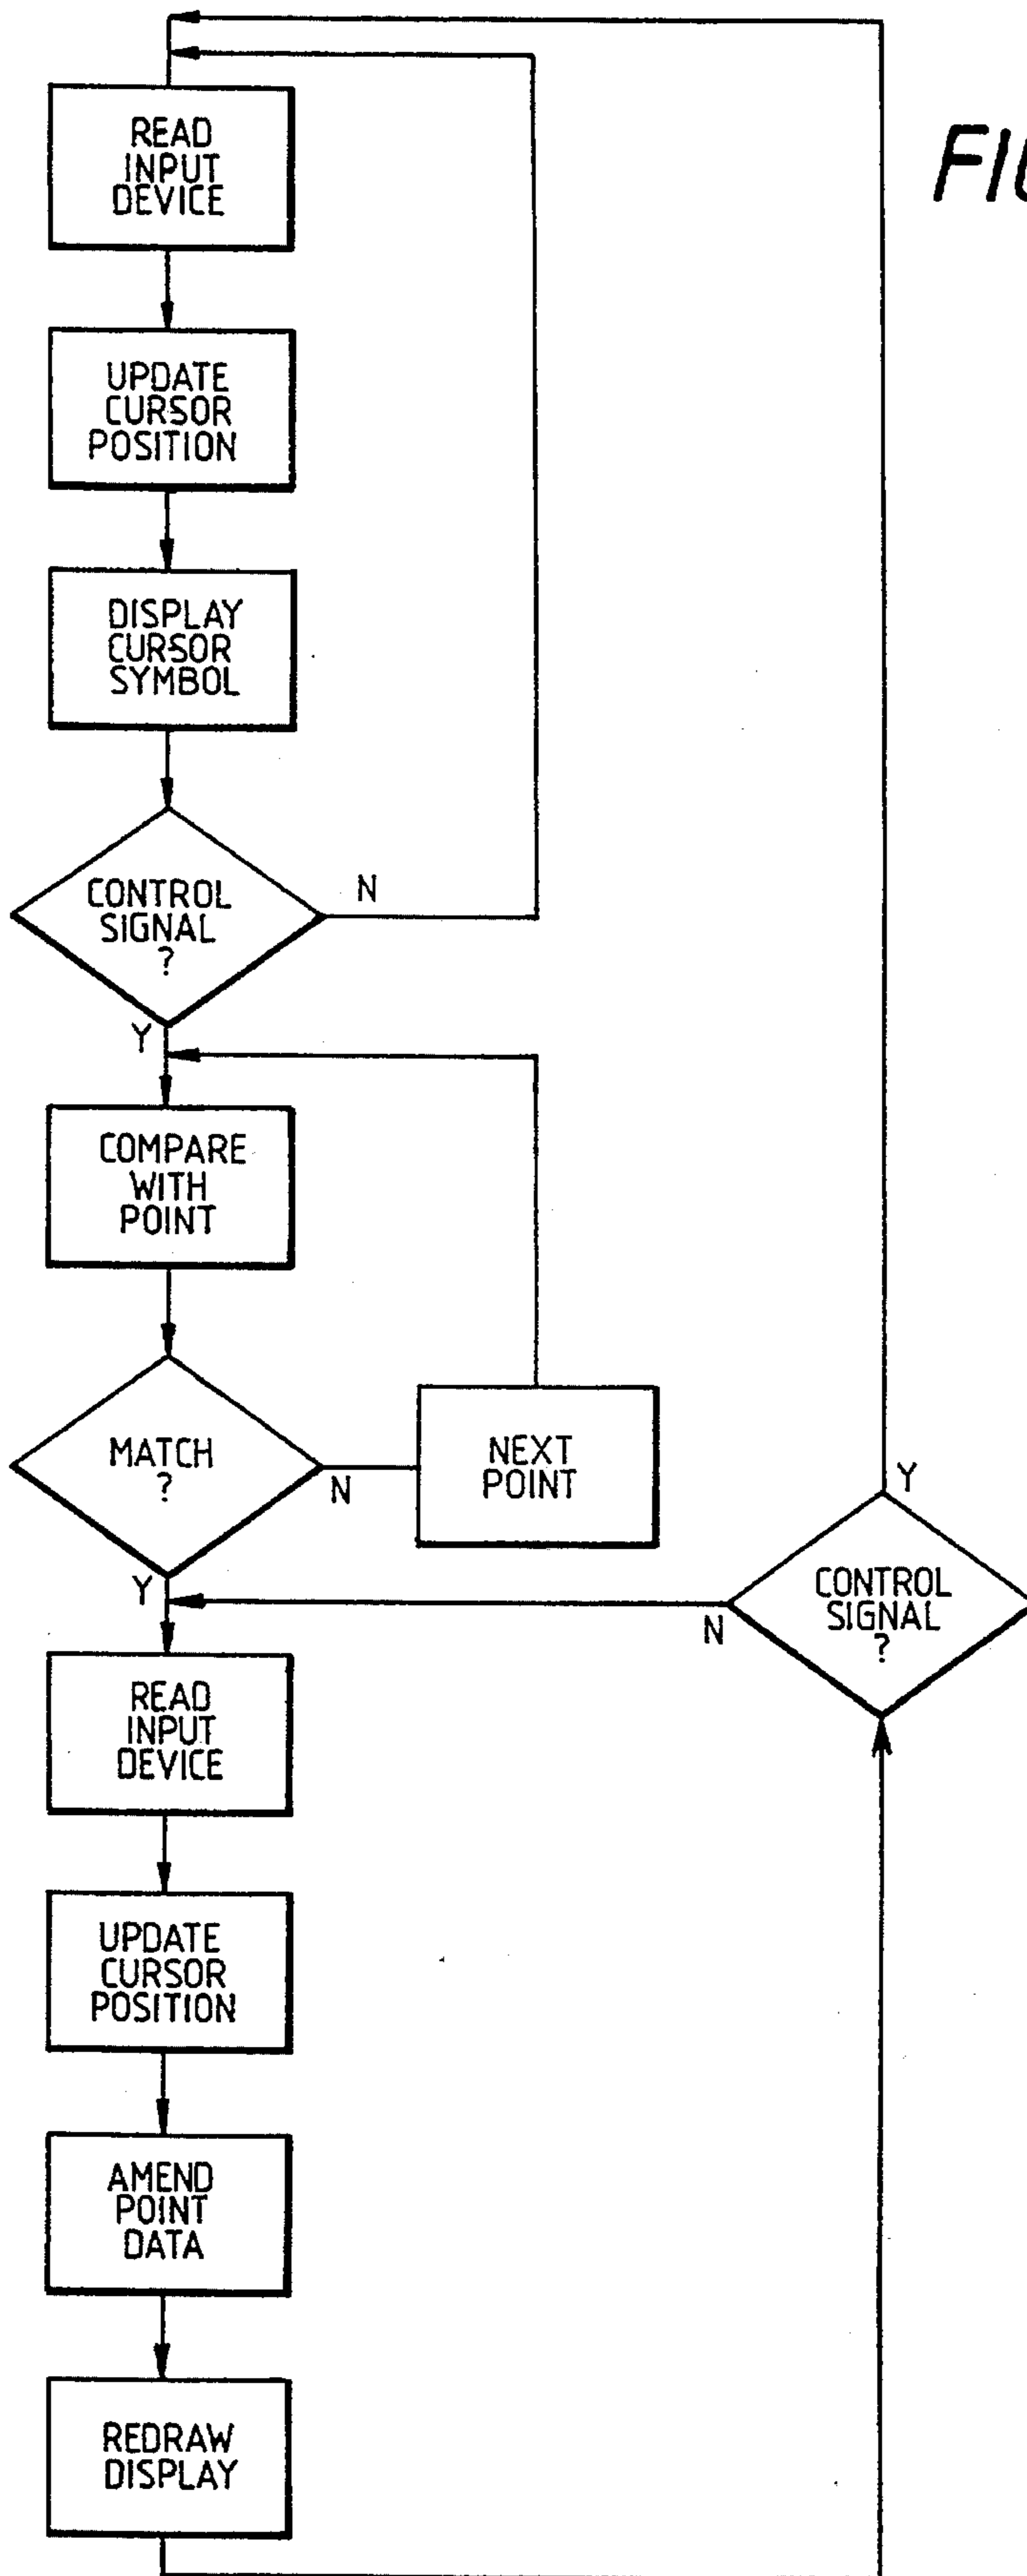 FIG
READ
INPUT
DEVICE
UPDATE
CURSOR
POSITION
DISPLAY
CURSOR
SYMBOL
CONTROL
SIGNAL
?
N
Y
COMPARE
WITH
POINT
MATCH
?
N
NEXT
POINT
Y
Y
CONTROL
SIGNAL
?
N
READ
INPUT
DEVICE
UPDATE
CURSOR
POSITION
AMEND
POINT
DATA
REDRAW
DISPLAY